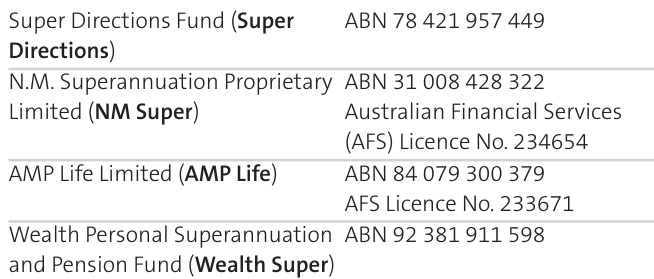 Super Directions Fund (Super Directions) ABN 78 421 957 449
N.M. Superannuation Proprietary Limited (NM Super) ABN 31 008 428 322
Australian Financial Services
(AFS) Licence No. 234654
AMP Life Limited (AMP Life) ABN 84 079 300 379
AFS Licence No. 233671
Wealth Personal Superannuation and Pension Fund (Wealth Super) ABN 92 381 911 598